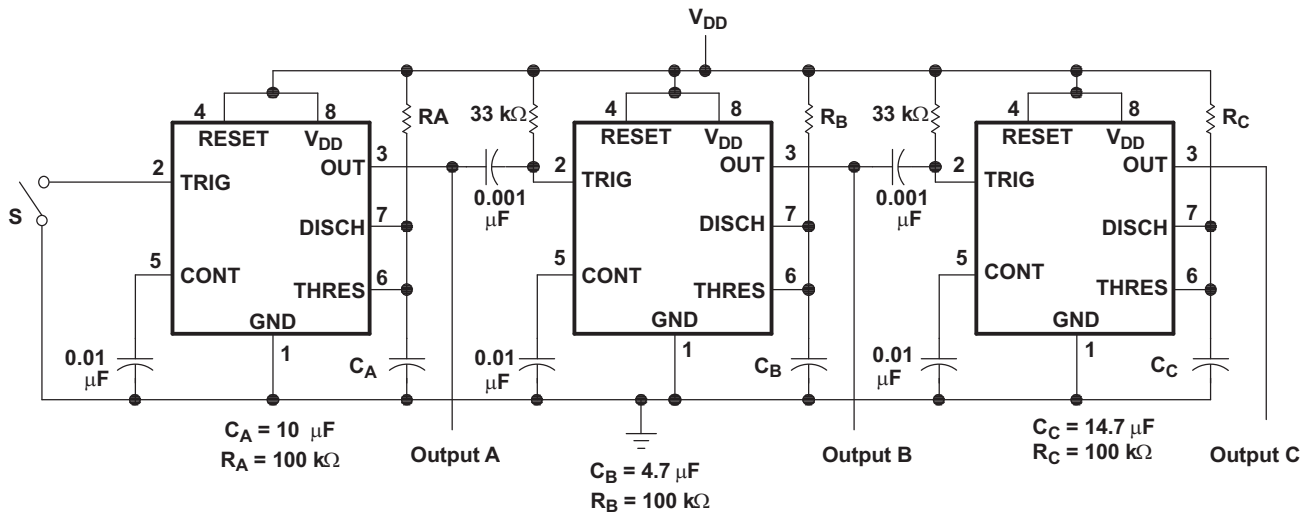 V_DD
4
8
R_A
33 kΩ
4
8
R_B
33 kΩ
4
8
R_C
RESET
V_DD
RESET
V_DD
RESET
V_DD
2
3
2
3
2
3
TRIG
OUT
TRIG
OUT
TRIG
OUT
S
0.001
μF
0.001
μF
DISCH
7
DISCH
7
DISCH
7
5
CONT
5
CONT
5
CONT
THRES
6
THRES
6
THRES
6
GND
GND
GND
0.01
μF
1
C_A
0.01
μF
1
C_B
0.01
μF
1
C_C
C_A = 10 μF
R_A = 100 kΩ
Output A
C_B = 4.7 μF
R_B = 100 kΩ
Output B
C_C = 14.7 μF
R_C = 100 kΩ
Output C